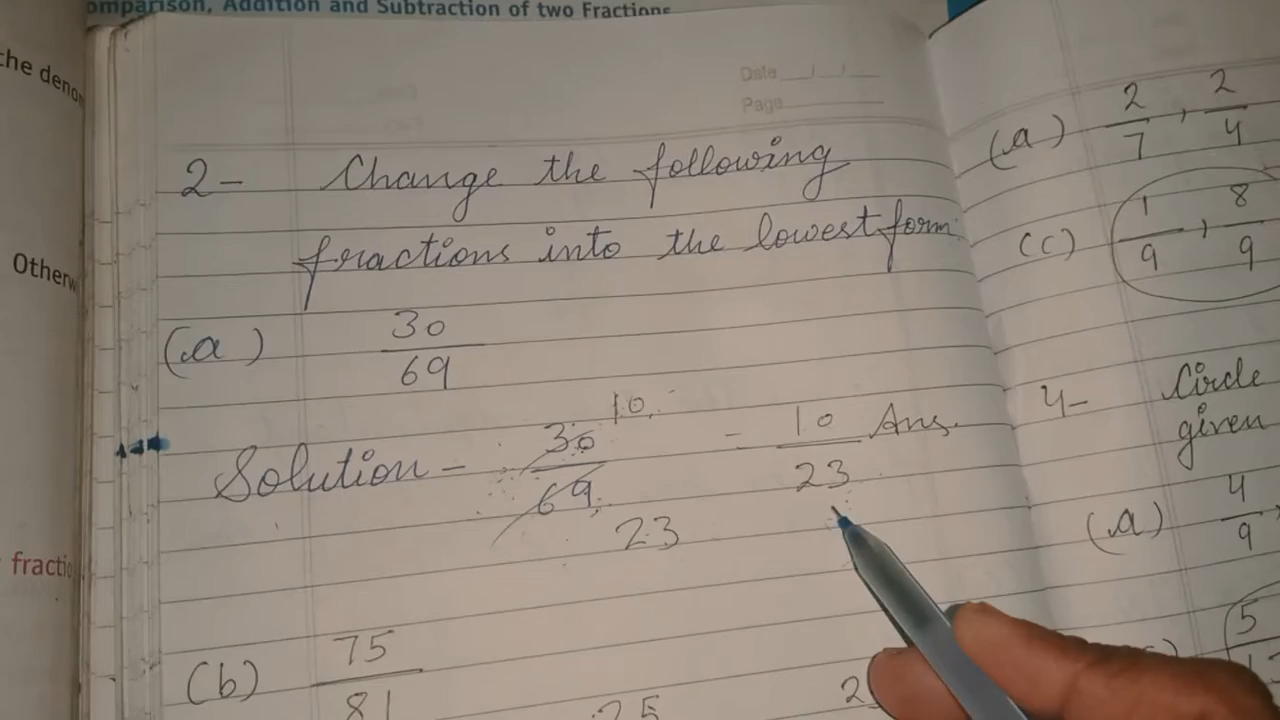 omparison, Addition and Subtraction of two Fractions
the deno
Otherw
fractio
Date
Page
2- Change the following
fractions into the lowest form
(a) 30
69
Solution - 30 10 = 10 Ans.
69 23 23
(b) 75
81
25
(a) 2/7, 2/4
(c) 1/9, 8/9
4- Circle
given
(a) 4
9
5